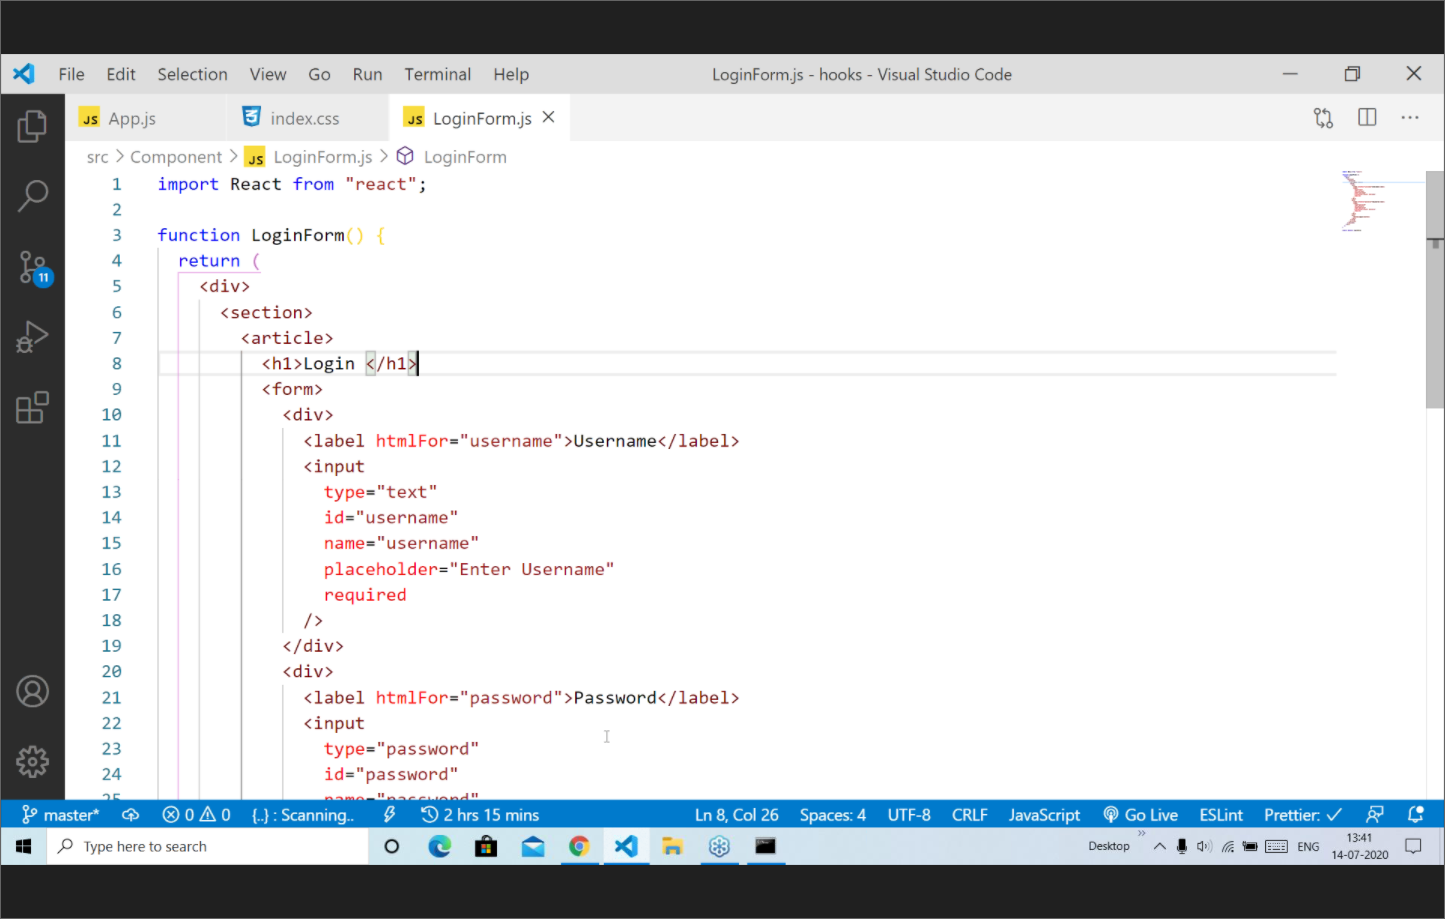 File Edit Selection View Go Run Terminal Help LoginForm.js - hooks - Visual Studio Code
JS App.js index.css JS LoginForm.js
src > Component > JS LoginForm.js > LoginForm
1 import React from "react";
2
3 function LoginForm() {
4 return (
5 <div>
6 <section>
7 <article>
8 <h1>Login </h1>
9 <form>
10 <div>
11 <label htmlFor="username">Username</label>
12 <input
13 type="text"
14 id="username"
15 name="username"
16 placeholder="Enter Username"
17 required
18 />
19 </div>
20 <div>
21 <label htmlFor="password">Password</label>
22 <input
23 type="password"
24 id="password"
25 name="password"
11
master* 0 0 {..} : Scanning.. 2 hrs 15 mins Ln 8, Col 26 Spaces: 4 UTF-8 CRLF JavaScript Go Live ESLint Prettier: ✓
Type here to search Desktop ENG 13:41
14-07-2020